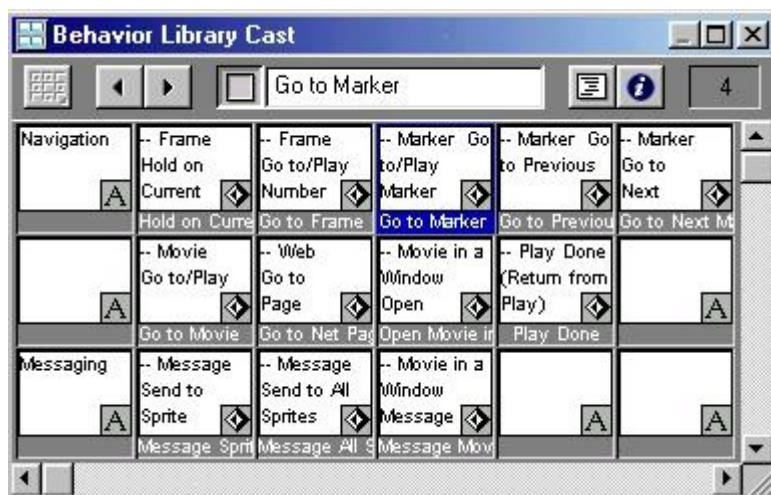 Behavior Library Cast
Go to Marker
4
Navigation
A
-- Frame
Hold on
Current
Hold on Curre
-- Frame
Go to/Play
Number
Go to Frame
-- Marker Go
to/Play
Marker
Go to Marker
-- Marker Go
to Previous
Go to Previou
-- Marker
Go to
Next
Go to Next M
A
-- Movie
Go to/Play
Go to Movie
-- Web
Go to
Page
Go to Net Pag
-- Movie in a
Window
Open
Open Movie in
-- Play Done
(Return from
Play)
Play Done
A
Messaging
A
-- Message
Send to
Sprite
Message Sprit
-- Message
Send to All
Sprites
Message All S
-- Movie in a
Window
Message
Message Mov
A
A